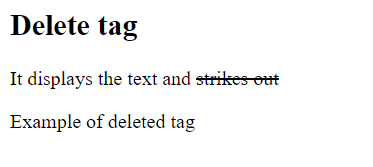 Delete tag
It displays the text and strikes out
Example of deleted tag